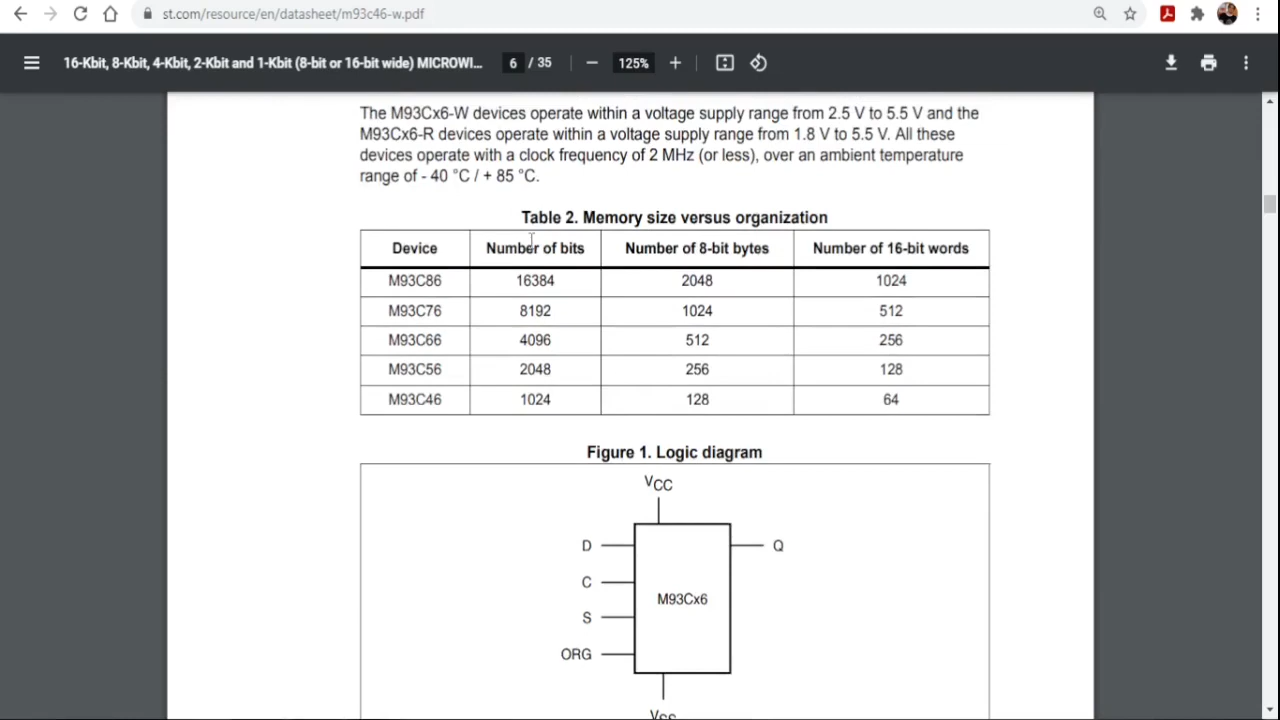 st.com/resource/en/datasheet/m93c46-w.pdf
16-Kbit, 8-Kbit, 4-Kbit, 2-Kbit and 1-Kbit (8-bit or 16-bit wide) MICROWI... 6 / 35 125%
The M93Cx6-W devices operate within a voltage supply range from 2.5 V to 5.5 V and the
M93Cx6-R devices operate within a voltage supply range from 1.8 V to 5.5 V. All these
devices operate with a clock frequency of 2 MHz (or less), over an ambient temperature
range of - 40 °C / + 85 °C.
Table 2. Memory size versus organization
Device Number of bits Number of 8-bit bytes Number of 16-bit words
M93C86 16384 2048 1024
M93C76 8192 1024 512
M93C66 4096 512 256
M93C56 2048 256 128
M93C46 1024 128 64
Figure 1. Logic diagram
VCC
D Q
C
M93Cx6
S
ORG
VSS